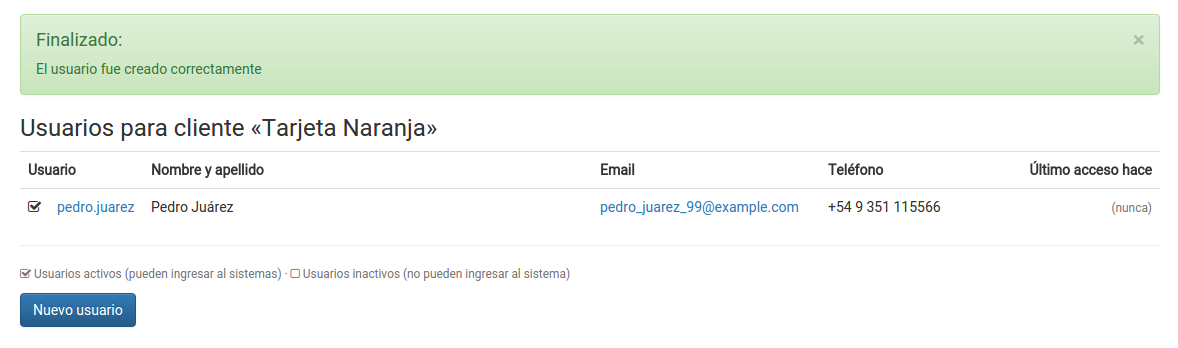 Finalizado:
×
El usuario fue creado correctamente
Usuarios para cliente «Tarjeta Naranja»
Usuario Nombre y apellido Email Teléfono Último acceso hace
pedro.juarez Pedro Juárez pedro_juarez_99@example.com +54 9 351 115566 (nunca)
Usuarios activos (pueden ingresar al sistemas) · Usuarios inactivos (no pueden ingresar al sistema)
Nuevo usuario